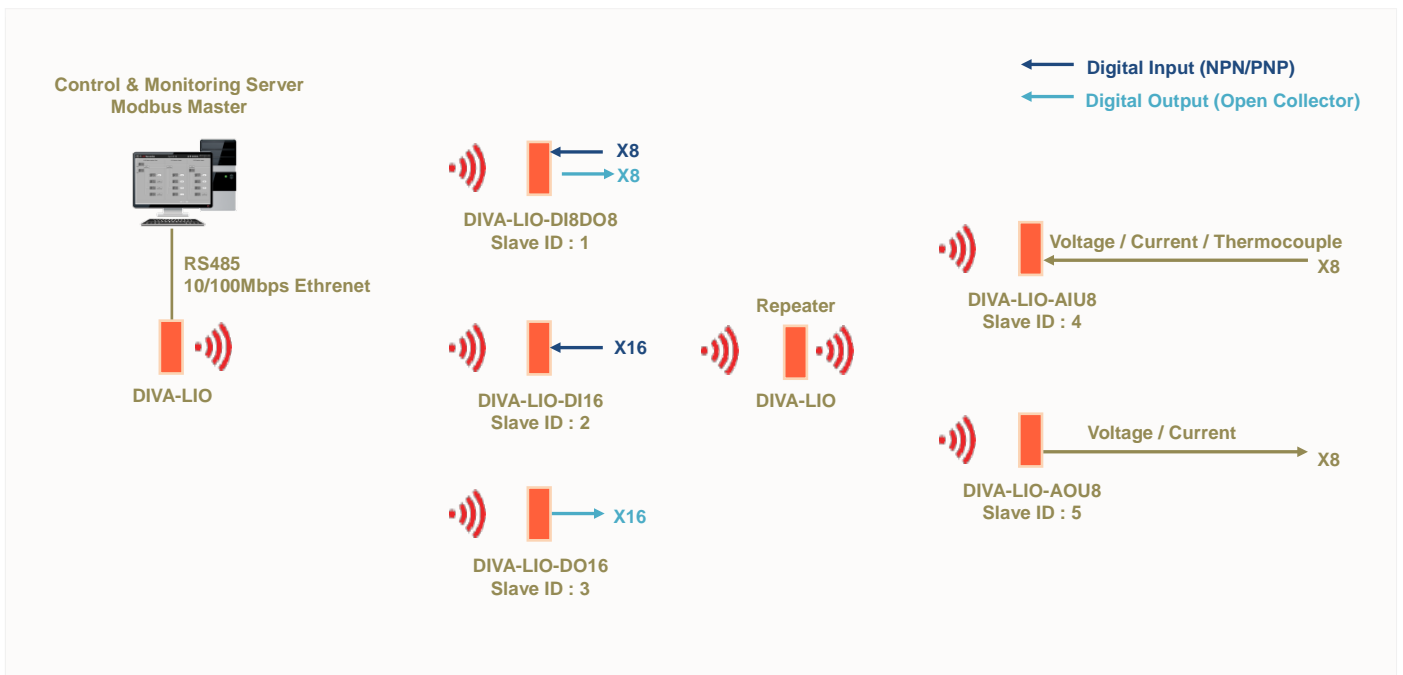 Control & Monitoring Server
Modbus Master
RS485
10/100Mbps Ethrenet
DIVA-LIO
X8
X8
DIVA-LIO-DI8DO8
Slave ID : 1
X16
DIVA-LIO-DI16
Slave ID : 2
X16
DIVA-LIO-DO16
Slave ID : 3
Repeater
DIVA-LIO
Digital Input (NPN/PNP)
Digital Output (Open Collector)
Voltage / Current / Thermocouple
X8
DIVA-LIO-AIU8
Slave ID : 4
Voltage / Current
X8
DIVA-LIO-AOU8
Slave ID : 5